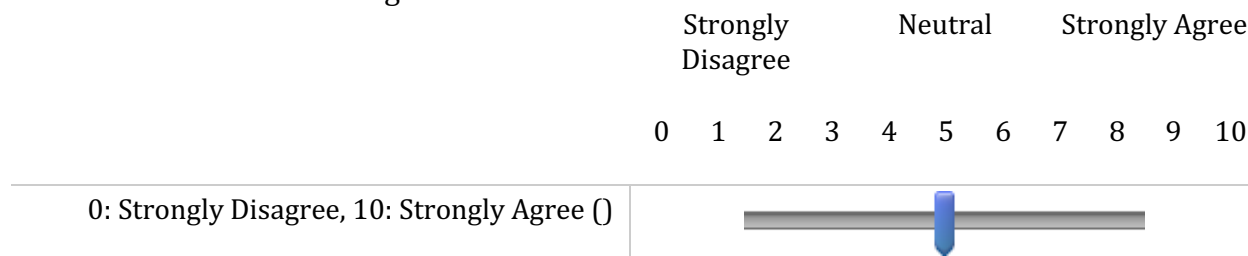 Strongly Disagree Neutral Strongly Agree
0 1 2 3 4 5 6 7 8 9 10
0: Strongly Disagree, 10: Strongly Agree ()